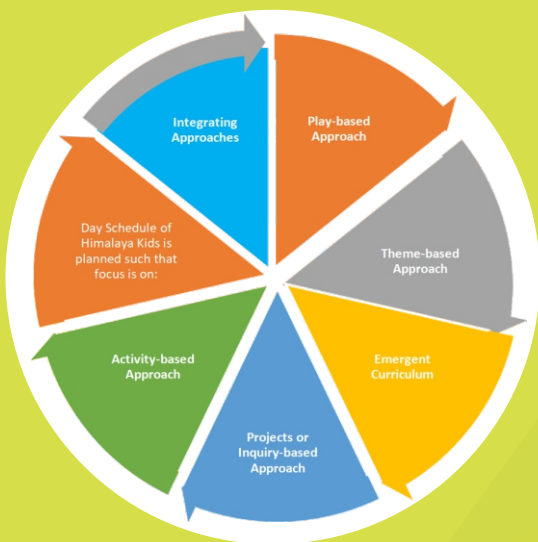 Integrating
Approaches
Play-based
Approach
Theme-based
Approach
Emergent
Curriculum
Projects or
Inquiry-based
Approach
Activity-based
Approach
Day Schedule of
Himalaya Kids is
planned such that
focus is on: